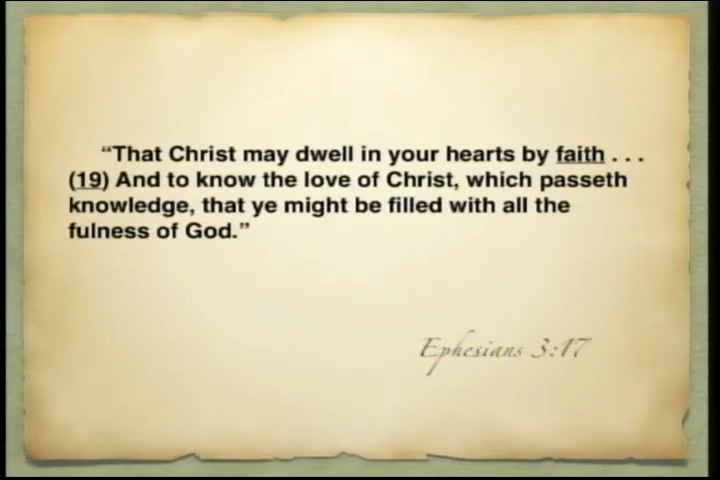 “That Christ may dwell in your hearts by faith . . .
(19) And to know the love of Christ, which passeth
knowledge, that ye might be filled with all the
fulness of God.”
Ephesians 3:17